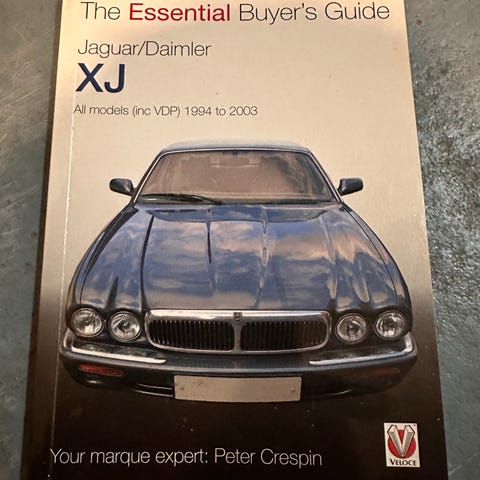 The Essential Buyer's Guide
Jaguar/Daimler
XJ
All models (inc VDP) 1994 to 2003
Your marque expert: Peter Crespin
VELOCE